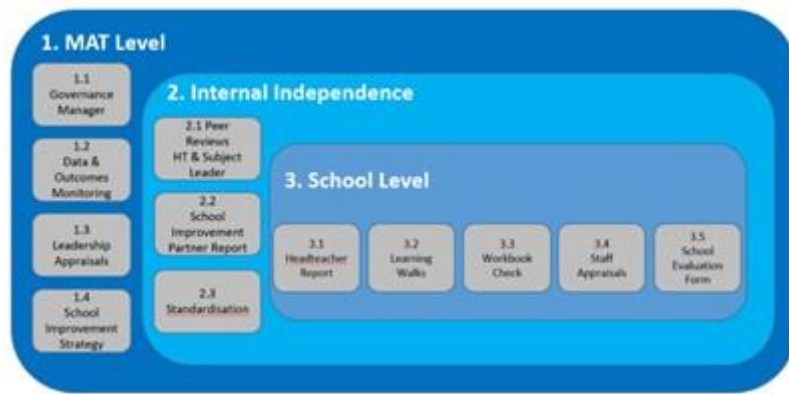 1. MAT Level
1.1
Governance
Manager
1.2
Data &
Outcomes
Monitoring
1.3
Leadership
Appraisals
1.4
School
Improvement
Strategy
2. Internal Independence
2.1 Peer
Reviews
HT & Subject
Leader
2.2
School
Improvement
Partner Report
2.3
Standardisation
3. School Level
3.1
Headteacher
Report
3.2
Learning
Walks
3.3
Workbook
Check
3.4
Staff
Appraisals
3.5
School
Evaluation
Form